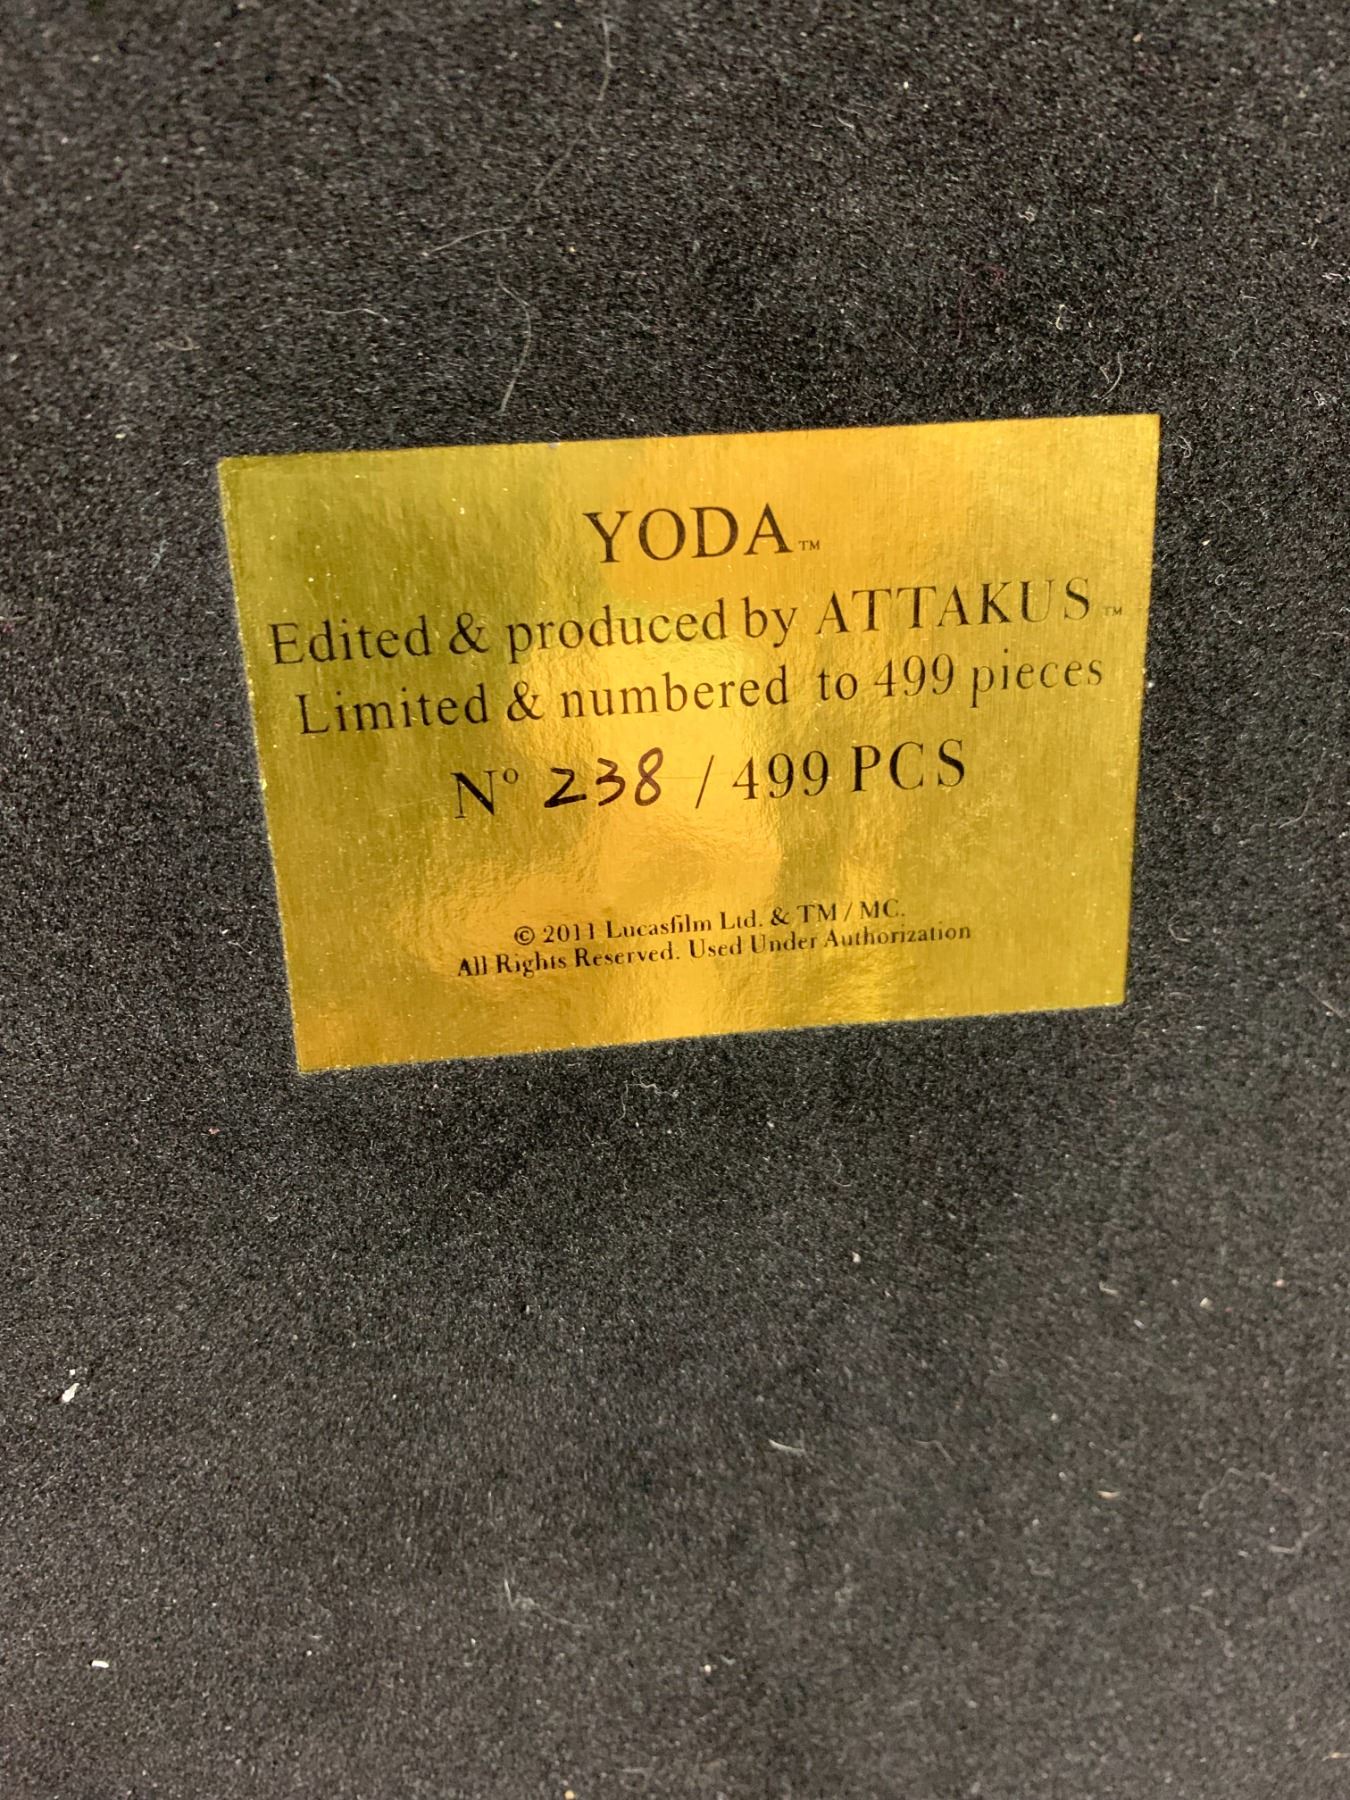 YODA™
Edited & produced by ATTAKUS™
Limited & numbered to 499 pieces
N° 238 / 499 PCS
© 2011 Lucasfilm Ltd. & TM / MC.
All Rights Reserved. Used Under Authorization